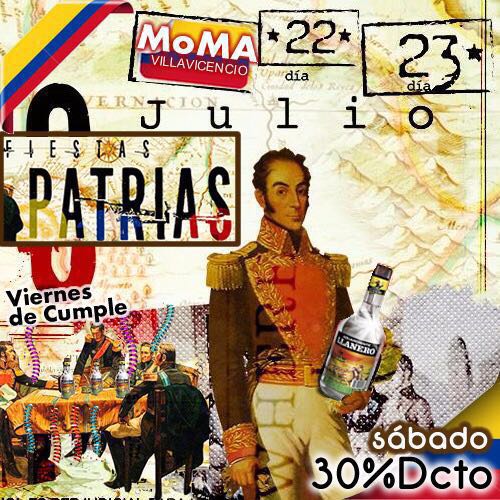 MoMA
VILLAVICENCIO
22
día
23
día
Julio
FIESTAS
PATRIAS
Viernes
de Cumple
LLANERO
sábado
30%Dcto